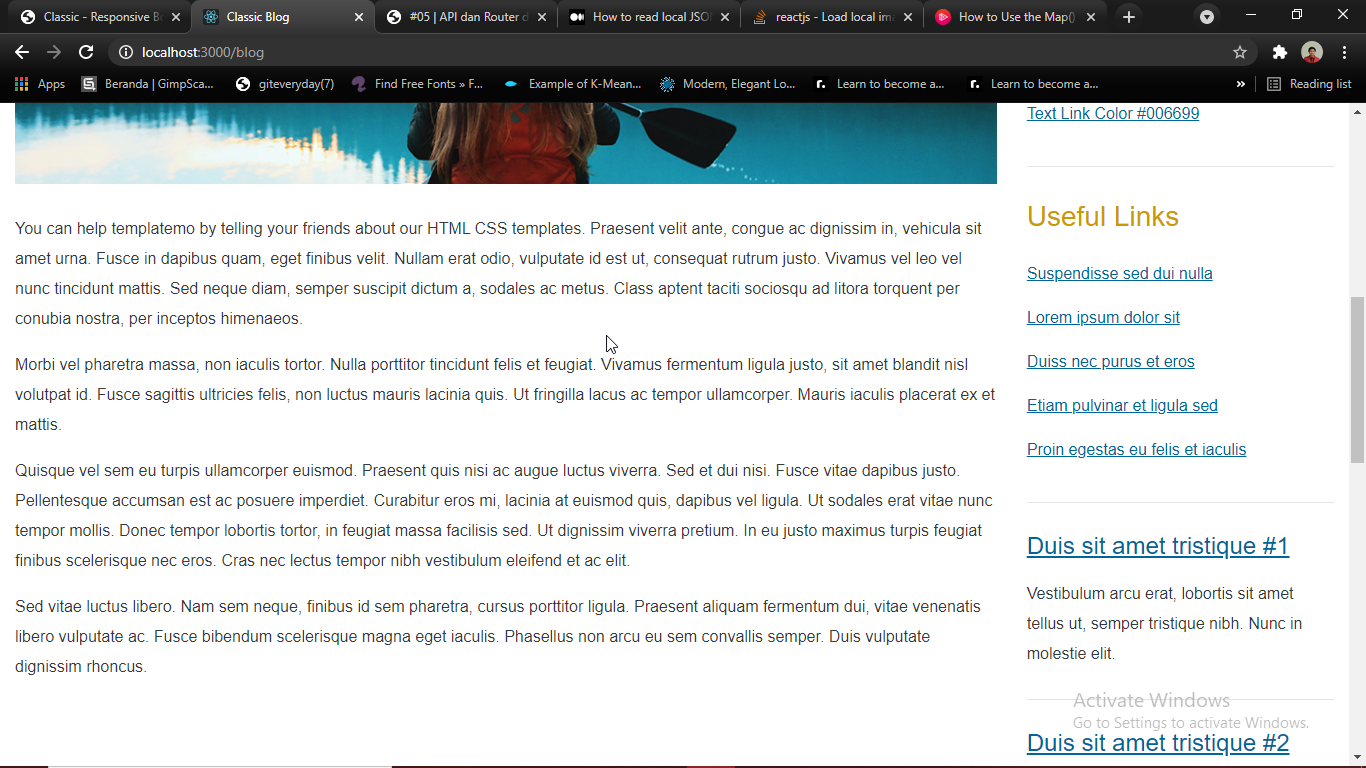 Classic - Responsive Bo
Classic Blog
#05 | API dan Router d
How to read local JSO
reactjs - Load local ima
How to Use the Map()
localhost:3000/blog
Apps
Beranda | GimpSca...
giteveryday(7)
Find Free Fonts » F...
Example of K-Mean...
Modern, Elegant Lo...
Learn to become a...
Learn to become a...
»
Reading list
You can help templatemo by telling your friends about our HTML CSS templates. Praesent velit ante, congue ac dignissim in, vehicula sit
amet urna. Fusce in dapibus quam, eget finibus velit. Nullam erat odio, vulputate id est ut, consequat rutrum justo. Vivamus vel leo vel
nunc tincidunt mattis. Sed neque diam, semper suscipit dictum a, sodales ac metus. Class aptent taciti sociosqu ad litora torquent per
conubia nostra, per inceptos himenaeos.
Morbi vel pharetra massa, non iaculis tortor. Nulla porttitor tincidunt felis et feugiat. Vivamus fermentum ligula justo, sit amet blandit nisl
volutpat id. Fusce sagittis ultricies felis, non luctus mauris lacinia quis. Ut fringilla lacus ac tempor ullamcorper. Mauris iaculis placerat ex et
mattis.
Quisque vel sem eu turpis ullamcorper euismod. Praesent quis nisi ac augue luctus viverra. Sed et dui nisi. Fusce vitae dapibus justo.
Pellentesque accumsan est ac posuere imperdiet. Curabitur eros mi, lacinia at euismod quis, dapibus vel ligula. Ut sodales erat vitae nunc
tempor mollis. Donec tempor lobortis tortor, in feugiat massa facilisis sed. Ut dignissim viverra pretium. In eu justo maximus turpis feugiat
finibus scelerisque nec eros. Cras nec lectus tempor nibh vestibulum eleifend et ac elit.
Sed vitae luctus libero. Nam sem neque, finibus id sem pharetra, cursus porttitor ligula. Praesent aliquam fermentum dui, vitae venenatis
libero vulputate ac. Fusce bibendum scelerisque magna eget iaculis. Phasellus non arcu eu sem convallis semper. Duis vulputate
dignissim rhoncus.
Text Link Color #006699
Useful Links
Suspendisse sed dui nulla
Lorem ipsum dolor sit
Duiss nec purus et eros
Etiam pulvinar et ligula sed
Proin egestas eu felis et iaculis
Duis sit amet tristique #1
Vestibulum arcu erat, lobortis sit amet
tellus ut, semper tristique nibh. Nunc in
molestie elit.
Activate Windows
Go to Settings to activate Windows.
Duis sit amet tristique #2